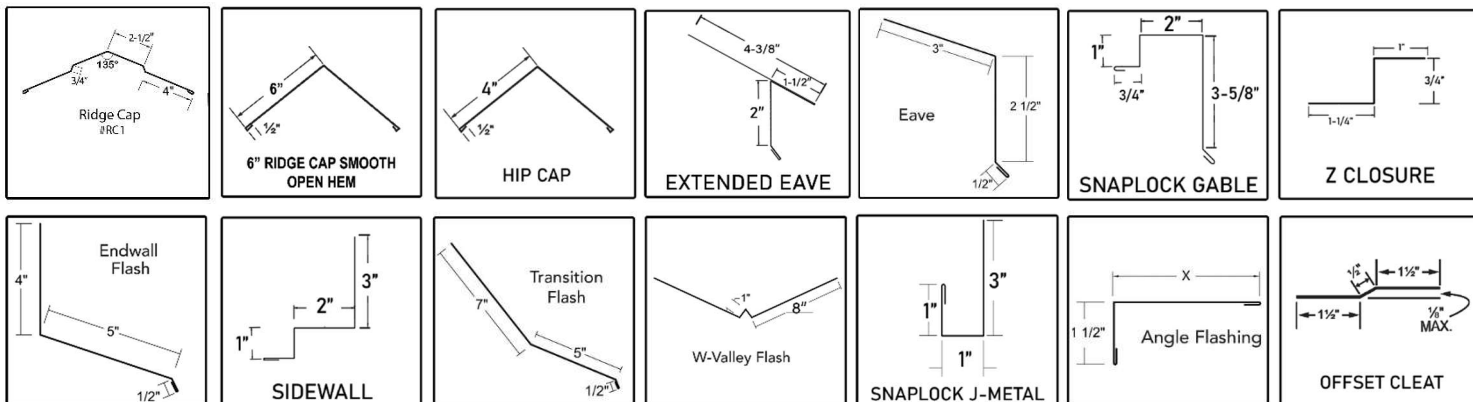 2-1/2"
135°
3/4"
4"
Ridge Cap
#RC1
6"
½"
6” RIDGE CAP SMOOTH
OPEN HEM
4"
½"
HIP CAP
4-3/8"
1-1/2"
2"
EXTENDED EAVE
3"
2 1/2"
Eave
1/2"
2"
1"
3/4"
3-5/8"
SNAPLOCK GABLE
1"
3/4"
1-1/4"
Z CLOSURE
Endwall
Flash
4"
5"
1/2"
3"
2"
1"
SIDEWALL
Transition
Flash
7"
5"
1/2"
1"
8"
W-Valley Flash
3"
1"
1"
SNAPLOCK J-METAL
X
1 1/2"
Angle Flashing
½"
1½"
1½"
⅛"
MAX.
OFFSET CLEAT